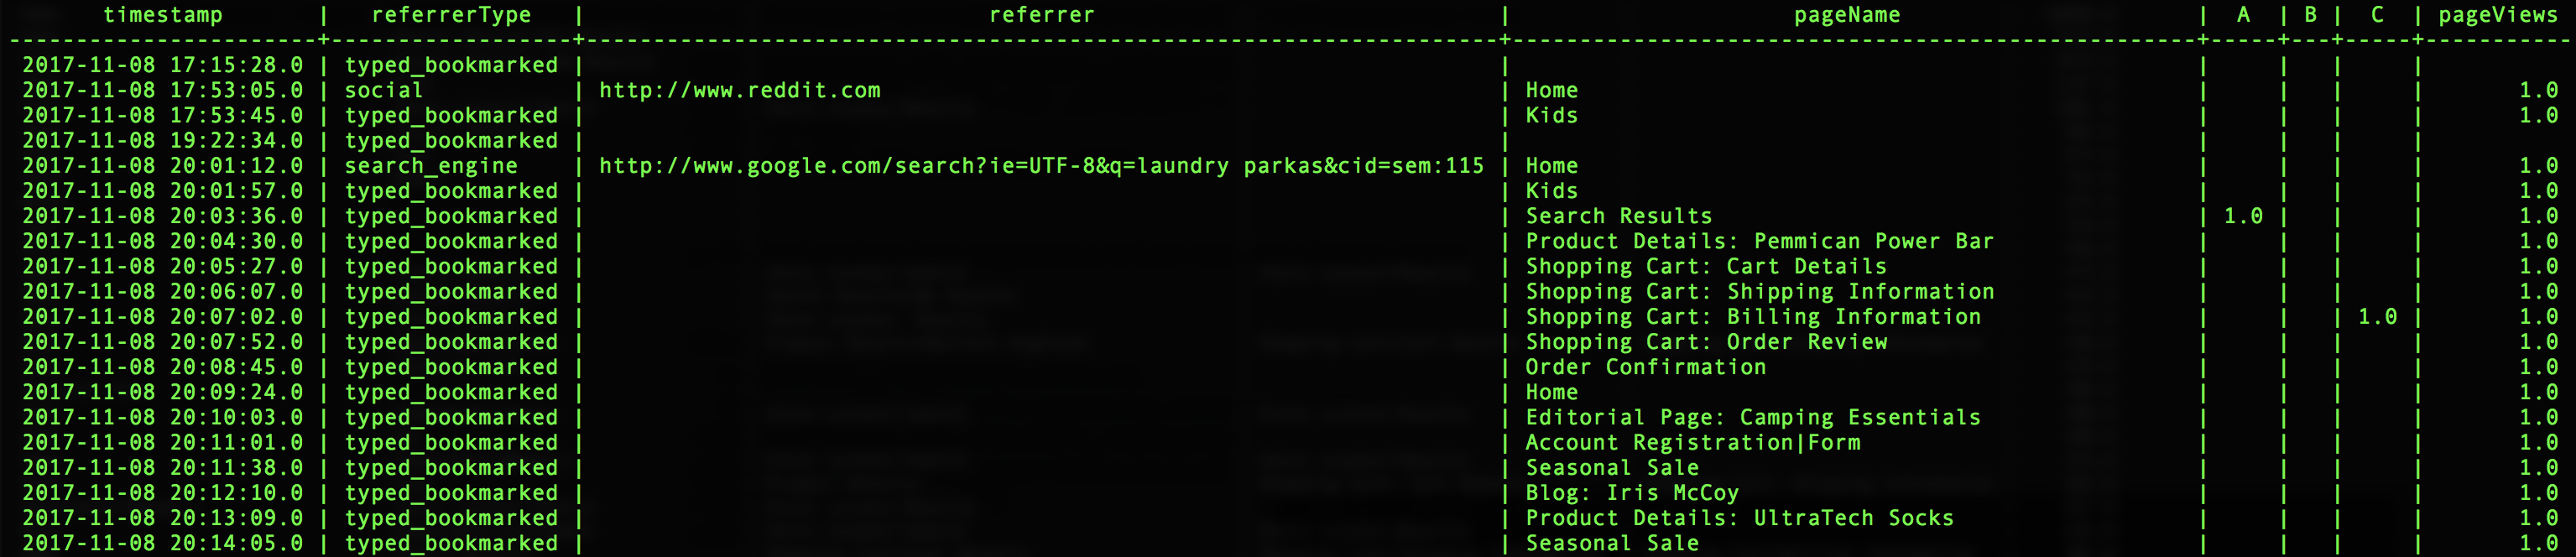 timestamp | referrerType | referrer | pageName | A | B | C | pageViews
-----------------------+------------------+--------------------------------------------------------------------+---------------------------------------------------+-----+---+-----+-----------
2017-11-08 17:15:28.0 | typed_bookmarked | | | | | |
2017-11-08 17:53:05.0 | social | http://www.reddit.com | Home | | | | 1.0
2017-11-08 17:53:45.0 | typed_bookmarked | | Kids | | | | 1.0
2017-11-08 19:22:34.0 | typed_bookmarked | | | | | |
2017-11-08 20:01:12.0 | search_engine | http://www.google.com/search?ie=UTF-8&q=laundry parkas&cid=sem:115 | Home | | | | 1.0
2017-11-08 20:01:57.0 | typed_bookmarked | | Kids | | | | 1.0
2017-11-08 20:03:36.0 | typed_bookmarked | | Search Results | 1.0 | | | 1.0
2017-11-08 20:04:30.0 | typed_bookmarked | | Product Details: Pemmican Power Bar | | | | 1.0
2017-11-08 20:05:27.0 | typed_bookmarked | | Shopping Cart: Cart Details | | | | 1.0
2017-11-08 20:06:07.0 | typed_bookmarked | | Shopping Cart: Shipping Information | | | | 1.0
2017-11-08 20:07:02.0 | typed_bookmarked | | Shopping Cart: Billing Information | | | 1.0 | 1.0
2017-11-08 20:07:52.0 | typed_bookmarked | | Shopping Cart: Order Review | | | | 1.0
2017-11-08 20:08:45.0 | typed_bookmarked | | Order Confirmation | | | | 1.0
2017-11-08 20:09:24.0 | typed_bookmarked | | Home | | | | 1.0
2017-11-08 20:10:03.0 | typed_bookmarked | | Editorial Page: Camping Essentials | | | | 1.0
2017-11-08 20:11:01.0 | typed_bookmarked | | Account Registration|Form | | | | 1.0
2017-11-08 20:11:38.0 | typed_bookmarked | | Seasonal Sale | | | | 1.0
2017-11-08 20:12:10.0 | typed_bookmarked | | Blog: Iris McCoy | | | | 1.0
2017-11-08 20:13:09.0 | typed_bookmarked | | Product Details: UltraTech Socks | | | | 1.0
2017-11-08 20:14:05.0 | typed_bookmarked | | Seasonal Sale | | | | 1.0